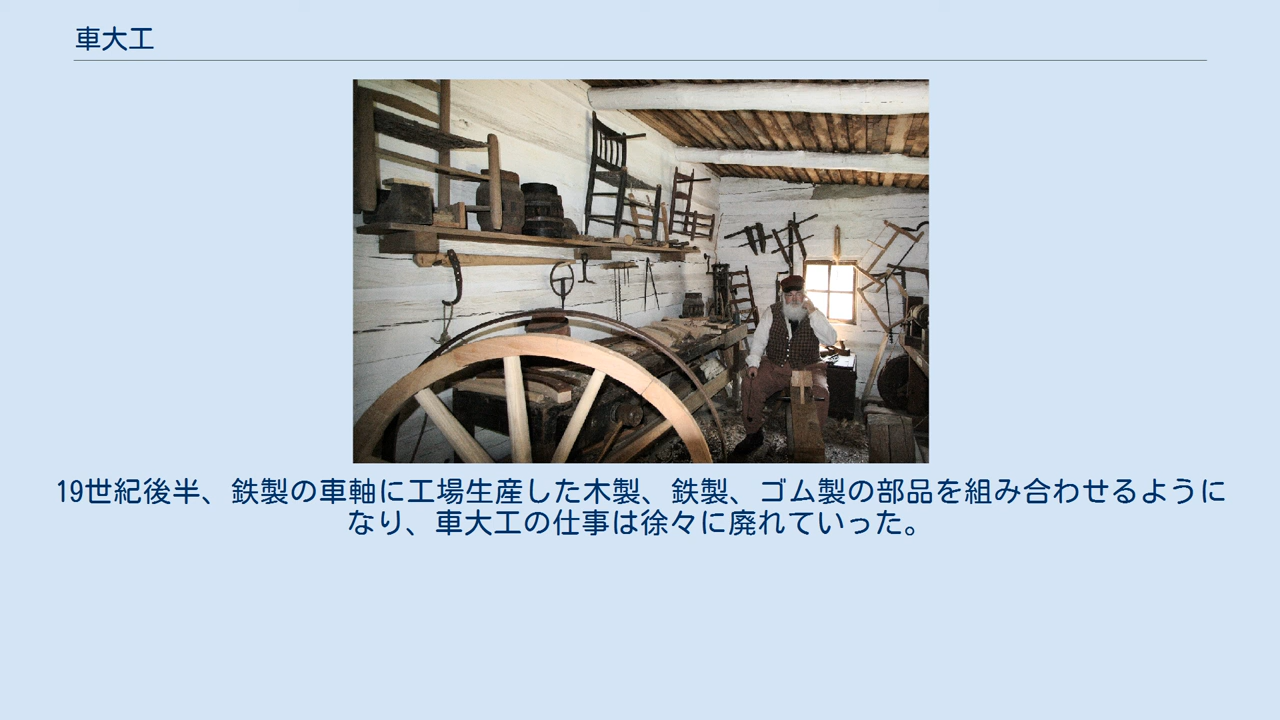 車大工
19世紀後半、鉄製の車軸に工場生産した木製、鉄製、ゴム製の部品を組み合わせるように
なり、車大工の仕事は徐々に廃れていった。